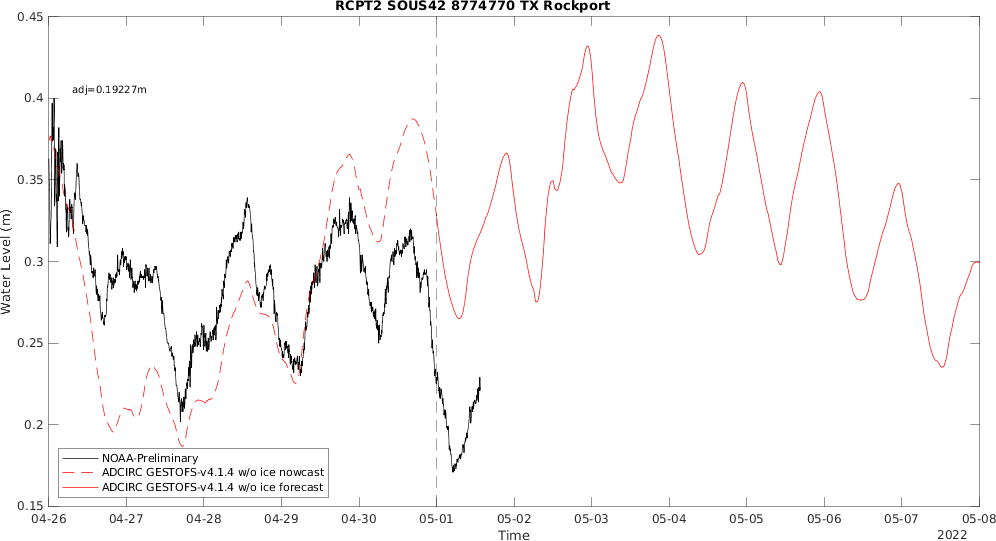 RCPT2 SOUS42 8774770 TX Rockport
0.45
adj=0.19227m
0.4
0.35
0.3
0.25
0.2
0.15
Water Level (m)
NOAA-Preliminary
ADCIRC GESTOFS-v4.1.4 w/o ice nowcast
ADCIRC GESTOFS-v4.1.4 w/o ice forecast
04-26 04-27 04-28 04-29 04-30 05-01 05-02 05-03 05-04 05-05 05-06 05-07 05-08
Time
2022